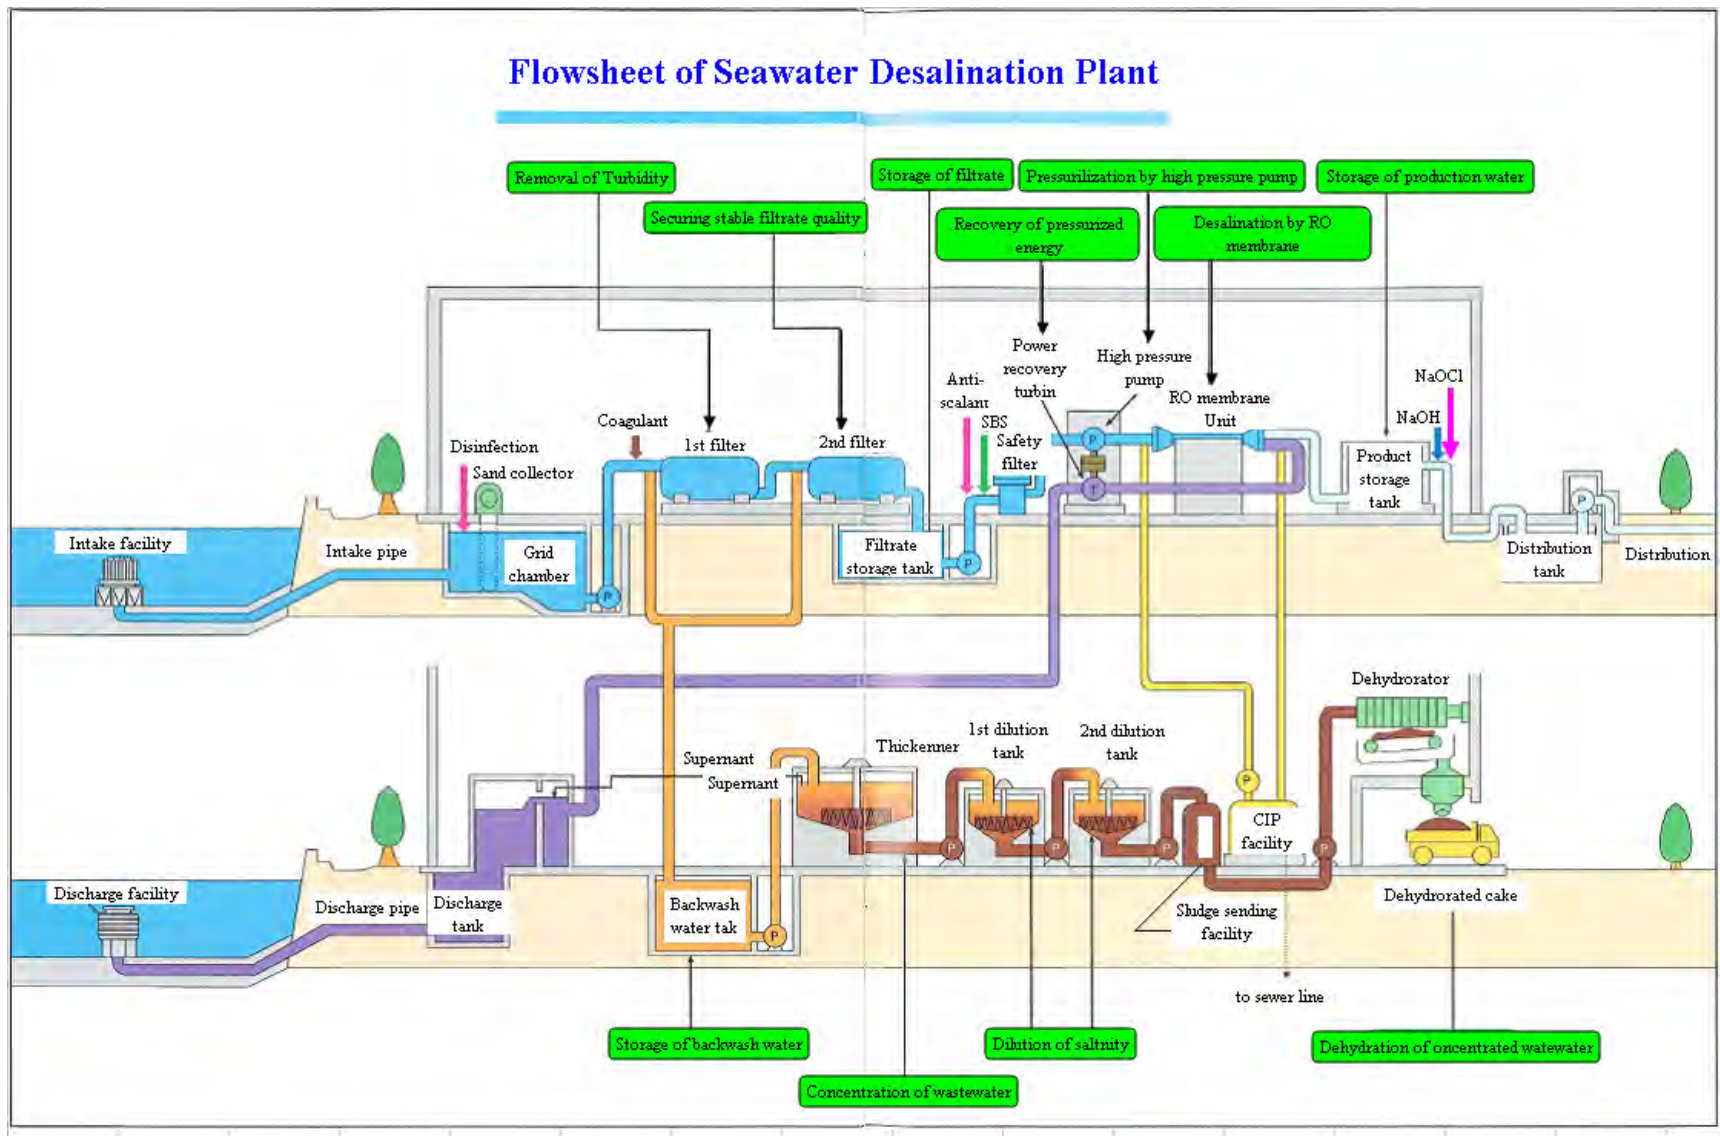 Flowsheet of Seawater Desalination Plant
Removal of Turbidity
Storage of filtrate
Pressurilization by high pressure pump
Storage of production water
Securing stable filtrate quality
Recovery of pressurized
energy
Desalination by RO
membrane
Power
recovery
turbin
High pressure
pump
RO membrane
Unit
Anti-
scalant
SBS
Safety
filter
NaOCl
NaOH
Coagulant
1st filter
2nd filter
Disinfection
Sand collector
Product
storage
tank
P
T
P
Intake facility
Intake pipe
Grid
chamber
P
Filtrate
storage tank
P
Distribution
tank
Distribution
Dehydrorator
1st dilution
tank
2nd dilution
tank
Thickenner
Supernant
Supernant
P
CIP
facility
P
P
P
P
Discharge facility
Discharge pipe
Discharge
tank
Backwash
water tak
P
Sludge sending
facility
Dehydrorated cake
to sewer line
Storage of backwash water
Dilution of saltnity
Dehydration of oncentrated watewater
Concentration of wastewater